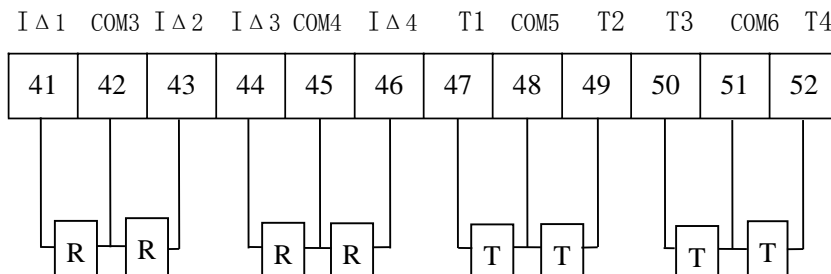 IΔ1 COM3 IΔ2 IΔ3 COM4 IΔ4 T1 COM5 T2 T3 COM6 T4
41 42 43 44 45 46 47 48 49 50 51 52
R R R R T T T T